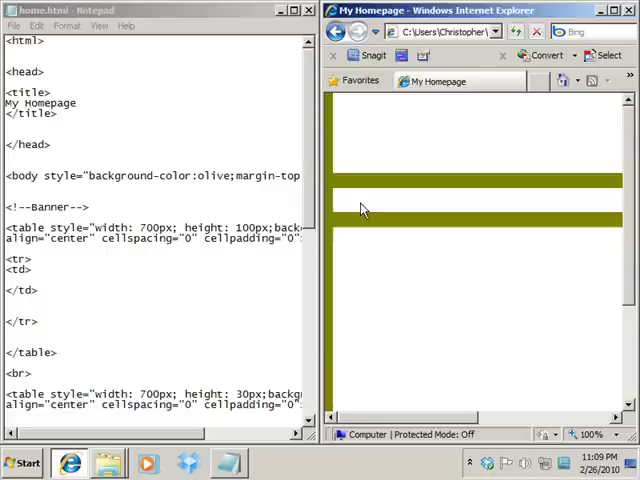 home.html - Notepad
File Edit Format View Help
<html>
<head>
<title>
My Homepage
</title>
</head>
<body style="background-color:olive;margin-top
<!--Banner-->
<table style="width: 700px; height: 100px;bac
align="center" cellspacing="0" cellpadding="0"
<tr>
<td>
</td>
</tr>
</table>
<br>
<table style="width: 700px; height: 30px;backg
align="center" cellspacing="0" cellpadding="0"
My Homepage - Windows Internet Explorer
C:\Users\Christopher\
Bing
Snagit
Convert
Select
Favorites
My Homepage
Computer | Protected Mode: Off
100%
Start
11:09 PM
2/26/2010